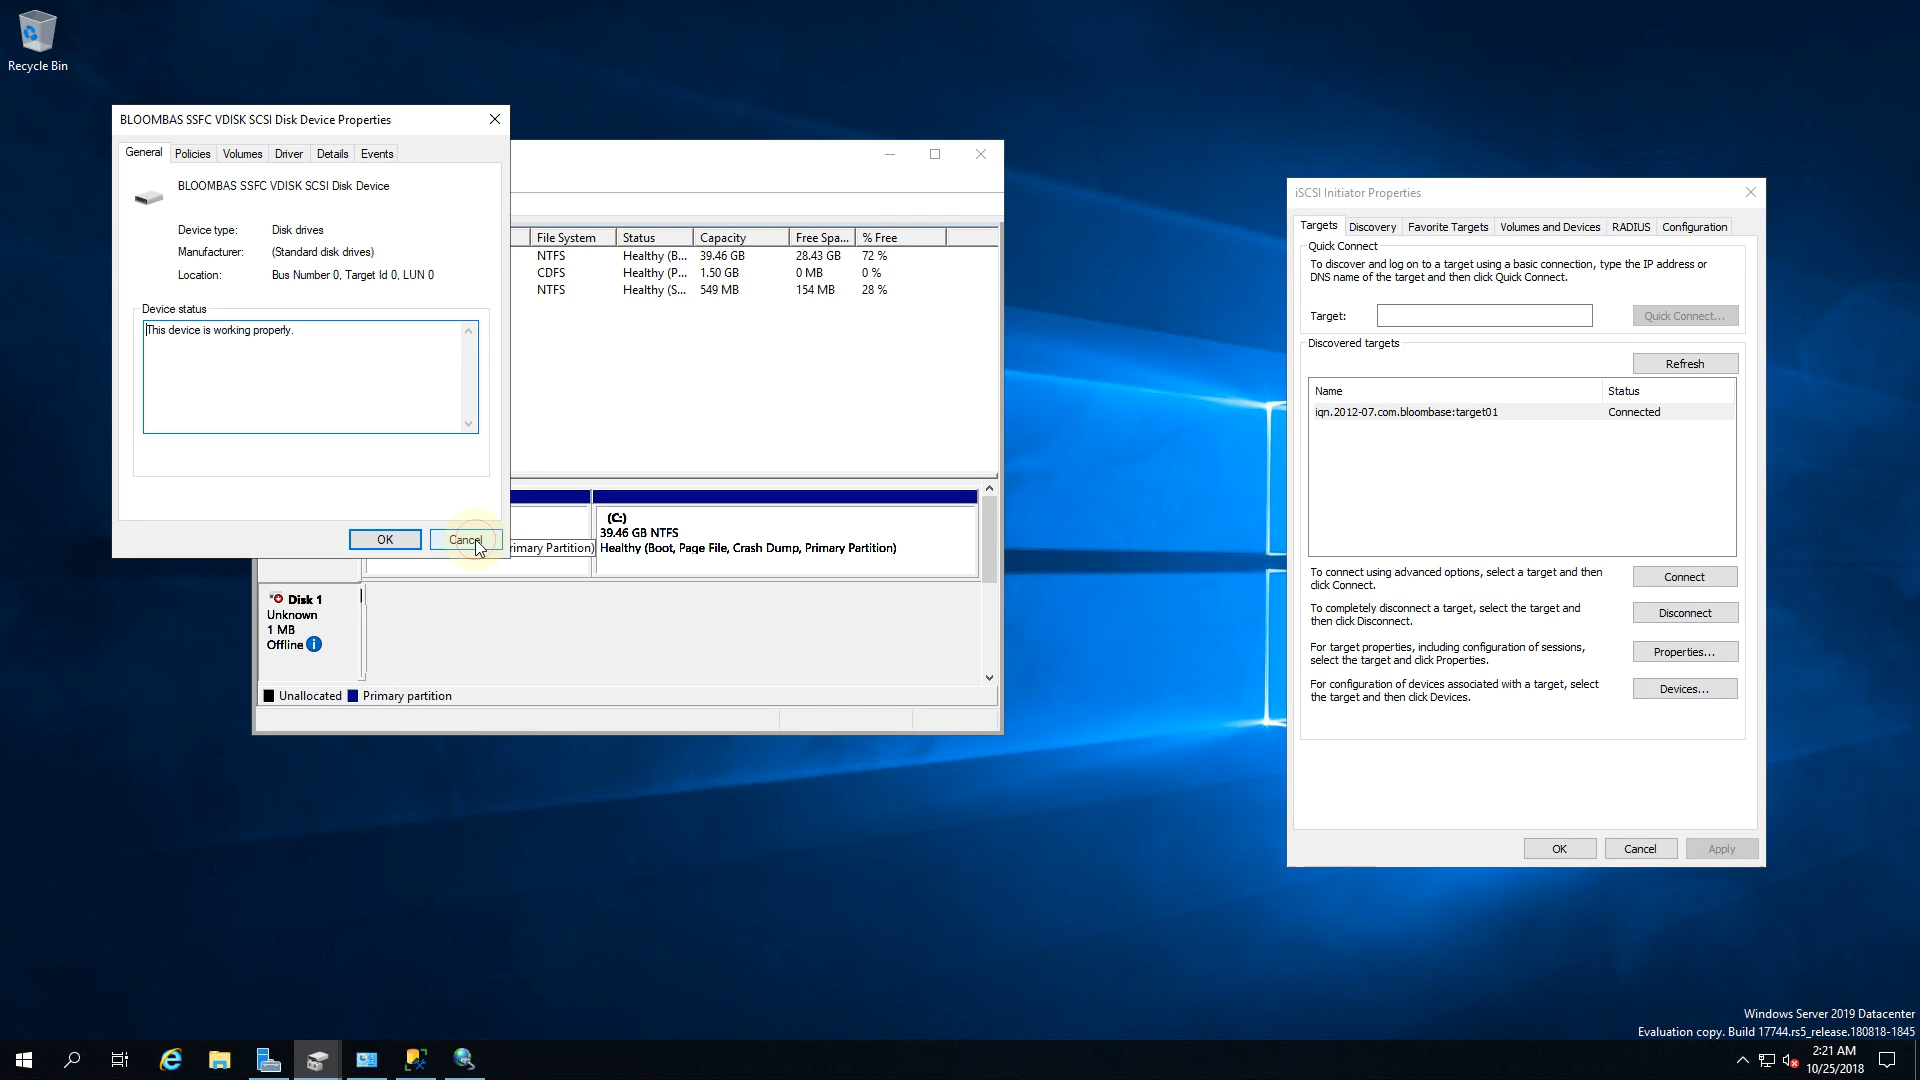 Recycle Bin
BLOOMBAS SSFC VDISK SCSI Disk Device Properties
General
Policies
Volumes
Driver
Details
Events
BLOOMBAS SSFC VDISK SCSI Disk Device
Device type: Disk drives
Manufacturer: (Standard disk drives)
Location: Bus Number 0, Target Id 0, LUN 0
Device status
This device is working properly.
OK
Cancel
File System Status Capacity Free Spa... % Free
NTFS Healthy (B... 39.46 GB 28.43 GB 72 %
CDFS Healthy (P... 1.50 GB 0 MB 0 %
NTFS Healthy (S... 549 MB 154 MB 28 %
rimary Partition)
(C:)
39.46 GB NTFS
Healthy (Boot, Page File, Crash Dump, Primary Partition)
Disk 1
Unknown
1 MB
Offline
Unallocated
Primary partition
iSCSI Initiator Properties
Targets
Discovery
Favorite Targets
Volumes and Devices
RADIUS
Configuration
Quick Connect
To discover and log on to a target using a basic connection, type the IP address or
DNS name of the target and then click Quick Connect.
Target:
Quick Connect...
Discovered targets
Refresh
Name Status
iqn.2012-07.com.bloombase:target01 Connected
To connect using advanced options, select a target and then
click Connect.
Connect
To completely disconnect a target, select the target and
then click Disconnect.
Disconnect
For target properties, including configuration of sessions,
select the target and click Properties.
Properties...
For configuration of devices associated with a target, select
the target and then click Devices.
Devices...
OK
Cancel
Apply
Windows Server 2019 Datacenter
Evaluation copy. Build 17744.rs5_release.180818-1845
2:21 AM
10/25/2018